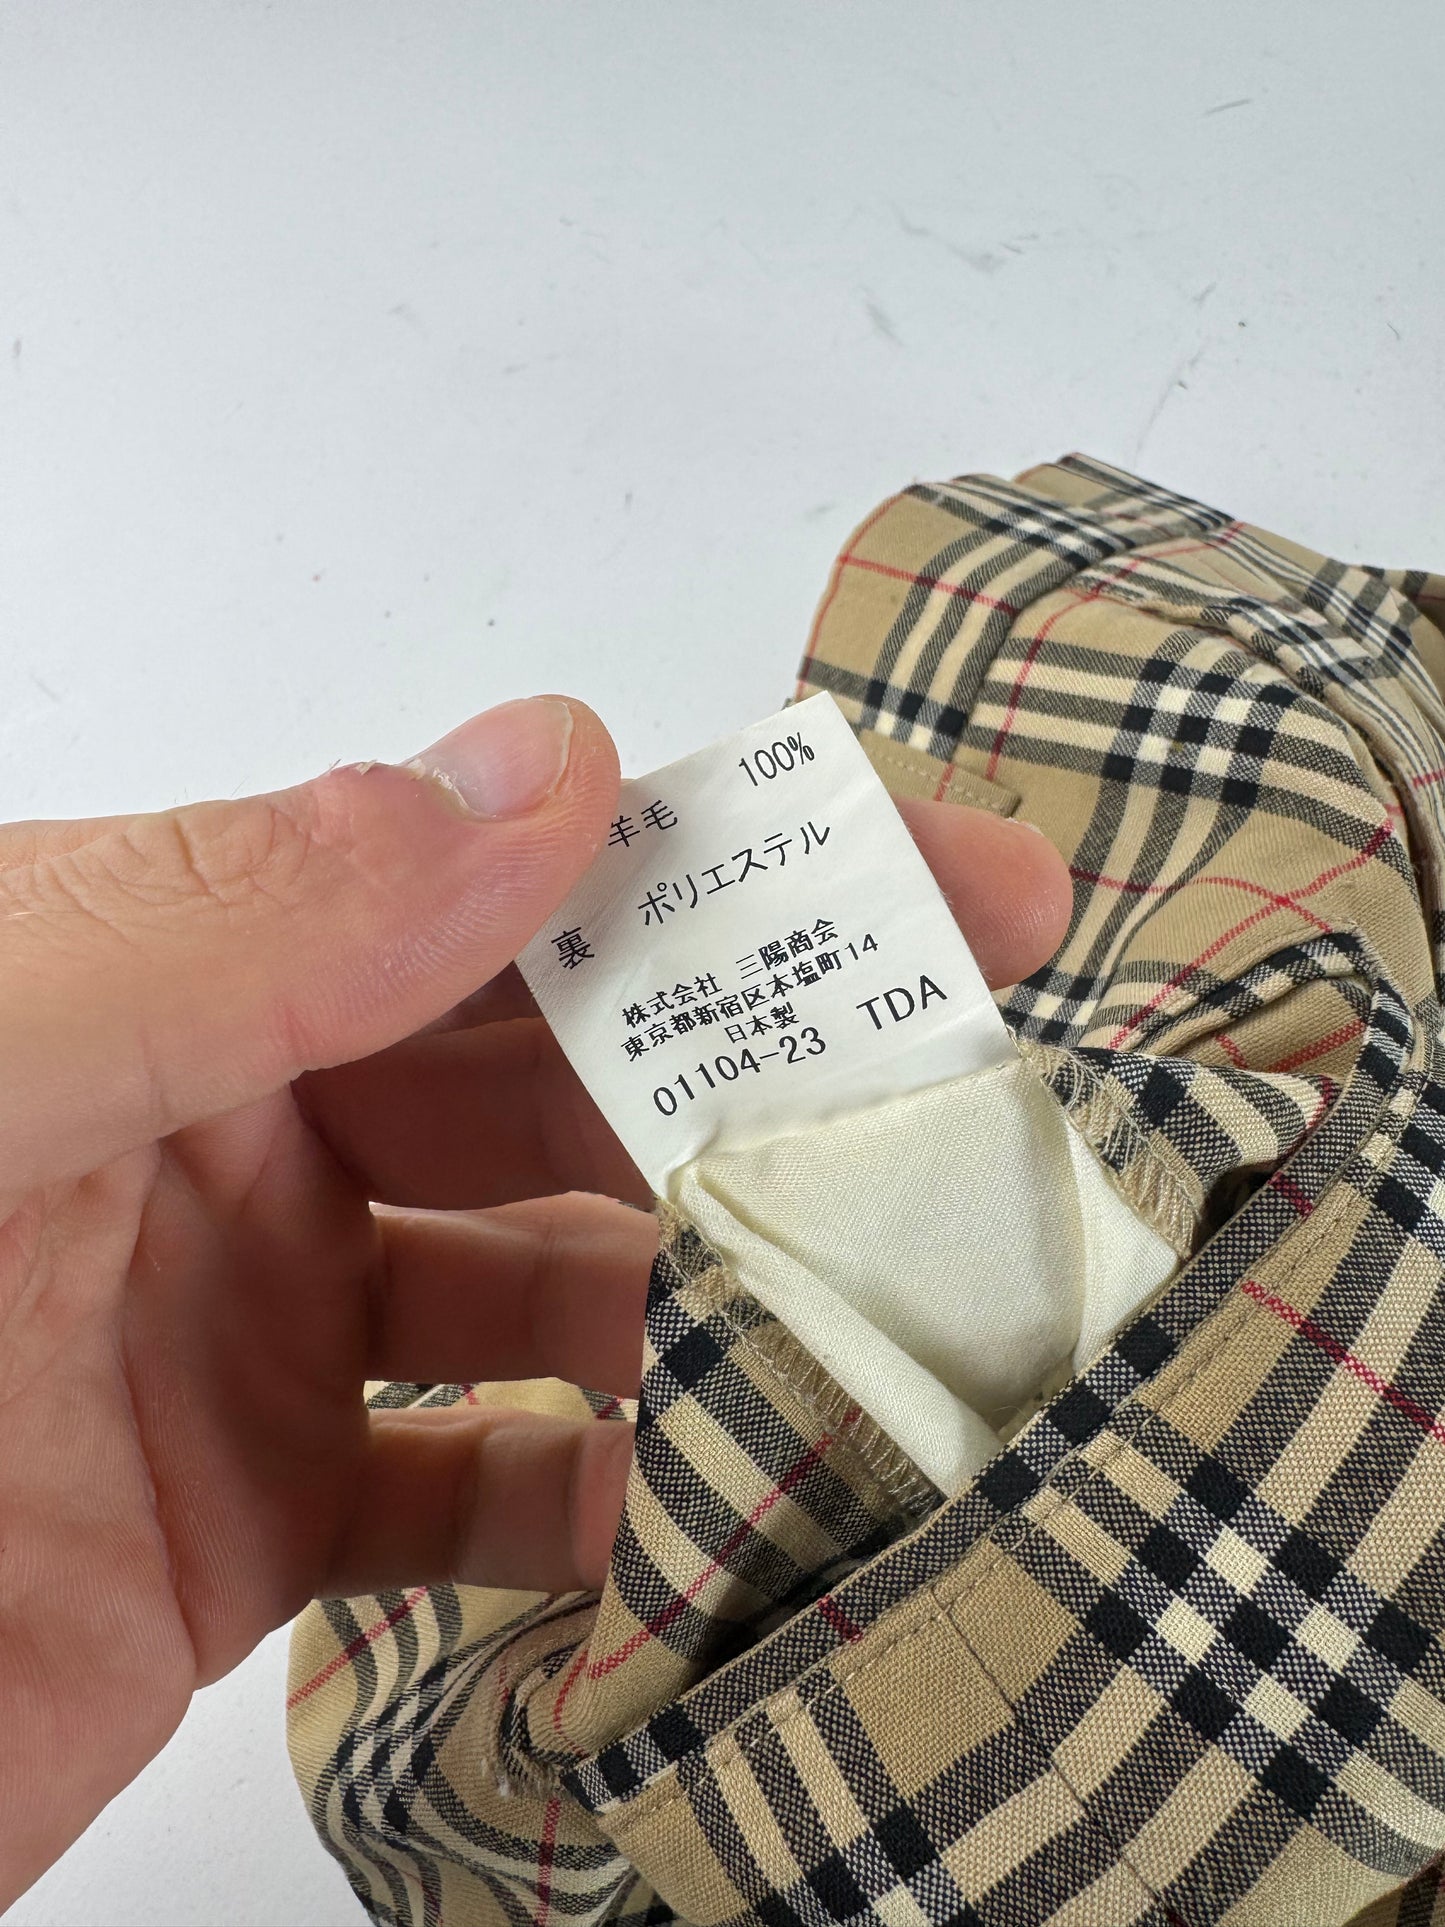 羊毛 100%
裏 ポリエステル
株式会社 三陽商会
東京都新宿区本塩町14
日本製
01104-23 TDA